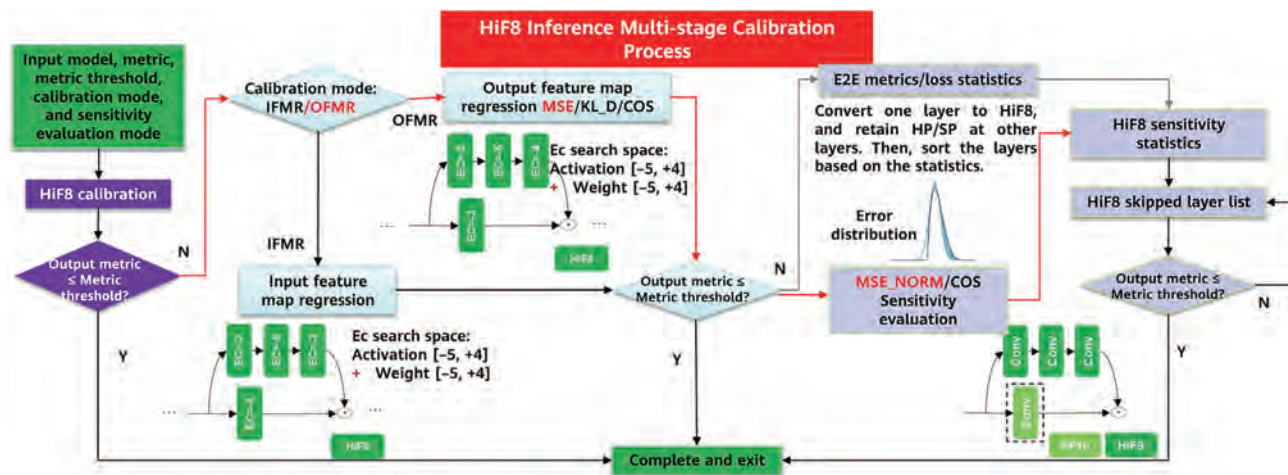 HiF8 Inference Multi-stage Calibration
Process
Input model, metric,
metric threshold,
calibration mode,
and sensitivity
evaluation mode
HiF8 calibration
Output metric
≤ Metric
threshold?
N
Y
Calibration mode:
IFMR/OFMR
OFMR
IFMR
Output feature map
regression MSE/KL_D/COS
Ec search space:
Activation [–5, +4]
+ Weight [–5, +4]
...
...
HiF8
Input feature
map regression
Ec search space:
Activation [–5, +4]
+ Weight [–5, +4]
...
...
HiF8
Output metric ≤
Metric threshold?
N
Y
E2E metrics/loss statistics
Convert one layer to HiF8,
and retain HP/SP at other
layers. Then, sort the layers
based on the statistics.
Error
distribution
MSE_NORM/COS
Sensitivity
evaluation
HiF8 sensitivity
statistics
HiF8 skipped layer list
Output metric ≤
Metric threshold?
N
Y
Conv
Conv
Conv
Conv
...
...
HiF8
Complete and exit